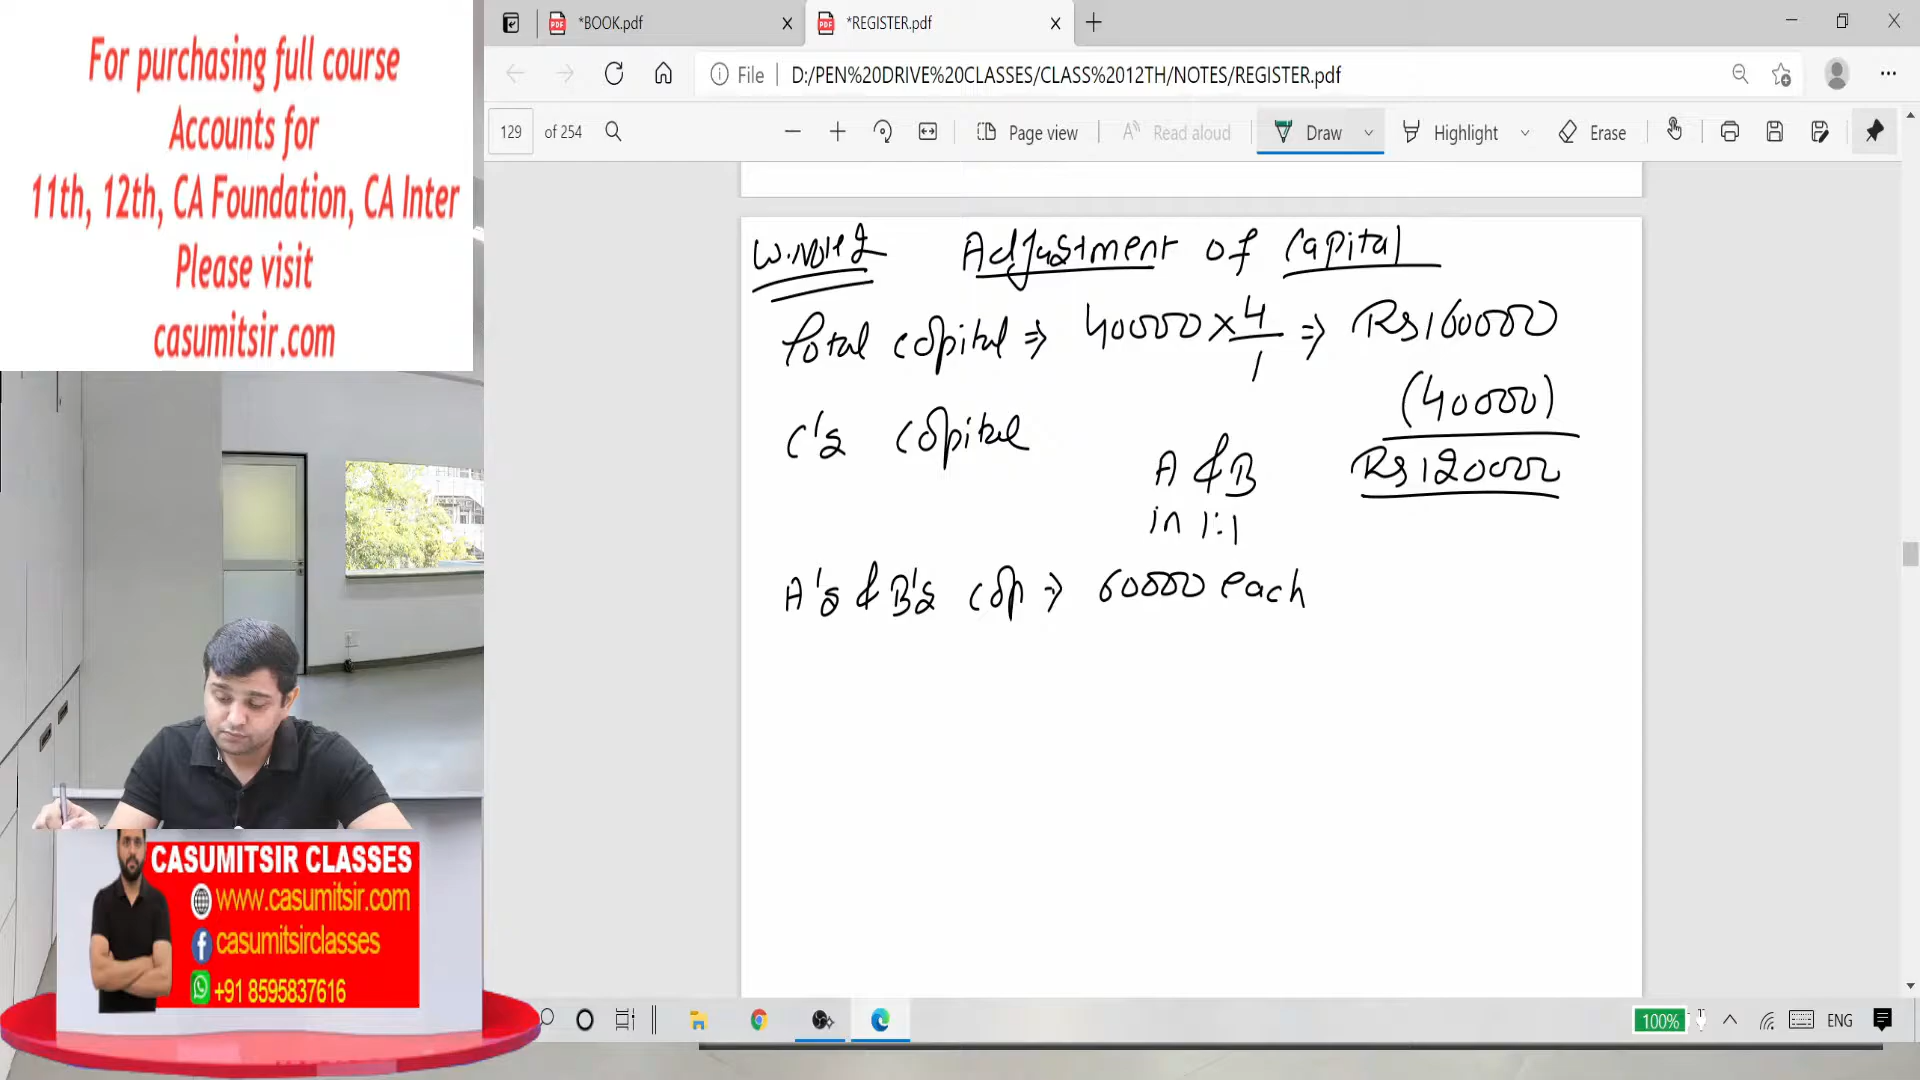 For purchasing full course
Accounts for
11th, 12th, CA Foundation, CA Inter
Please visit
casumitsir.com
CASUMITSIR CLASSES
www.casumitsir.com
casumitsirclasses
+91 8595837616
*BOOK.pdf
*REGISTER.pdf
File
D:/PEN%20DRIVE%20CLASSES/CLASS%2012TH/NOTES/REGISTER.pdf
129 of 254
Page view
Read aloud
Draw
Highlight
Erase
W.Note 2 Adjustment of Capital
Total capital ⇒ 40000 × 4/1 ⇒ Rs 160000
C's capital (40000)
A & B Rs 120000
in 1:1
A's & B's cap ⇒ 60000 each
100%
ENG